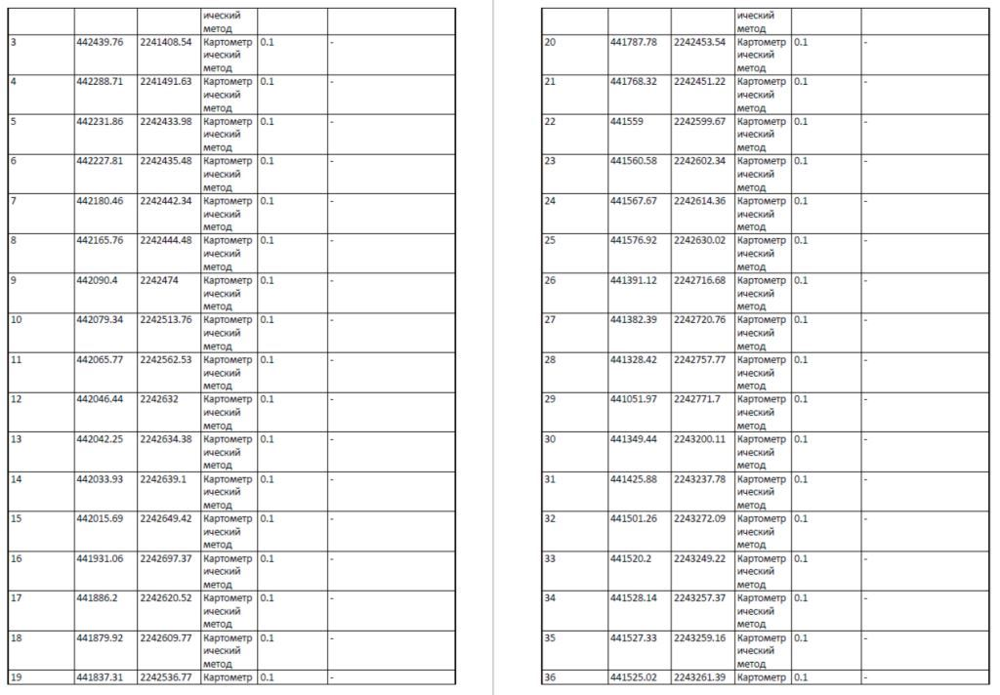 ический
метод
3 442439.76 2241408.54 Картометр 0.1 -
ический
метод
4 442288.71 2241491.63 Картометр 0.1 -
ический
метод
5 442231.86 2242433.98 Картометр 0.1 -
ический
метод
6 442227.81 2242435.48 Картометр 0.1 -
ический
метод
7 442180.46 2242442.34 Картометр 0.1 -
ический
метод
8 442165.76 2242444.48 Картометр 0.1 -
ический
метод
9 442090.4 2242474 Картометр 0.1 -
ический
метод
10 442079.34 2242513.76 Картометр 0.1 -
ический
метод
11 442065.77 2242562.53 Картометр 0.1 -
ический
метод
12 442046.44 2242632 Картометр 0.1 -
ический
метод
13 442042.25 2242634.38 Картометр 0.1 -
ический
метод
14 442033.93 2242639.1 Картометр 0.1 -
ический
метод
15 442015.69 2242649.42 Картометр 0.1 -
ический
метод
16 441931.06 2242697.37 Картометр 0.1 -
ический
метод
17 441886.2 2242620.52 Картометр 0.1 -
ический
метод
18 441879.92 2242609.77 Картометр 0.1 -
ический
метод
19 441837.31 2242536.77 Картометр 0.1 -
ический
метод
20 441787.78 2242453.54 Картометр 0.1 -
ический
метод
21 441768.32 2242451.22 Картометр 0.1 -
ический
метод
22 441559 2242599.67 Картометр 0.1 -
ический
метод
23 441560.58 2242602.34 Картометр 0.1 -
ический
метод
24 441567.67 2242614.36 Картометр 0.1 -
ический
метод
25 441576.92 2242630.02 Картометр 0.1 -
ический
метод
26 441391.12 2242716.68 Картометр 0.1 -
ический
метод
27 441382.39 2242720.76 Картометр 0.1 -
ический
метод
28 441328.42 2242757.77 Картометр 0.1 -
ический
метод
29 441051.97 2242771.7 Картометр 0.1 -
ический
метод
30 441349.44 2243200.11 Картометр 0.1 -
ический
метод
31 441425.88 2243237.78 Картометр 0.1 -
ический
метод
32 441501.26 2243272.09 Картометр 0.1 -
ический
метод
33 441520.2 2243249.22 Картометр 0.1 -
ический
метод
34 441528.14 2243257.37 Картометр 0.1 -
ический
метод
35 441527.33 2243259.16 Картометр 0.1 -
ический
метод
36 441525.02 2243261.39 Картометр 0.1 -